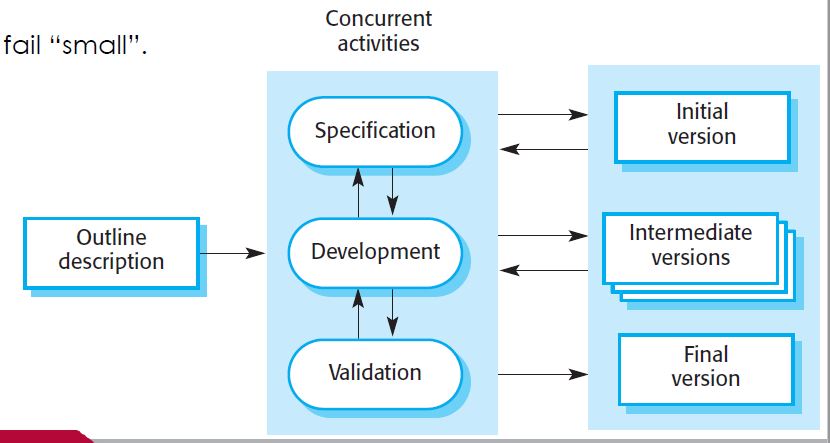 fail “small”.
Concurrent
activities
Specification
Initial
version
Outline
description
Development
Intermediate
versions
Validation
Final
version